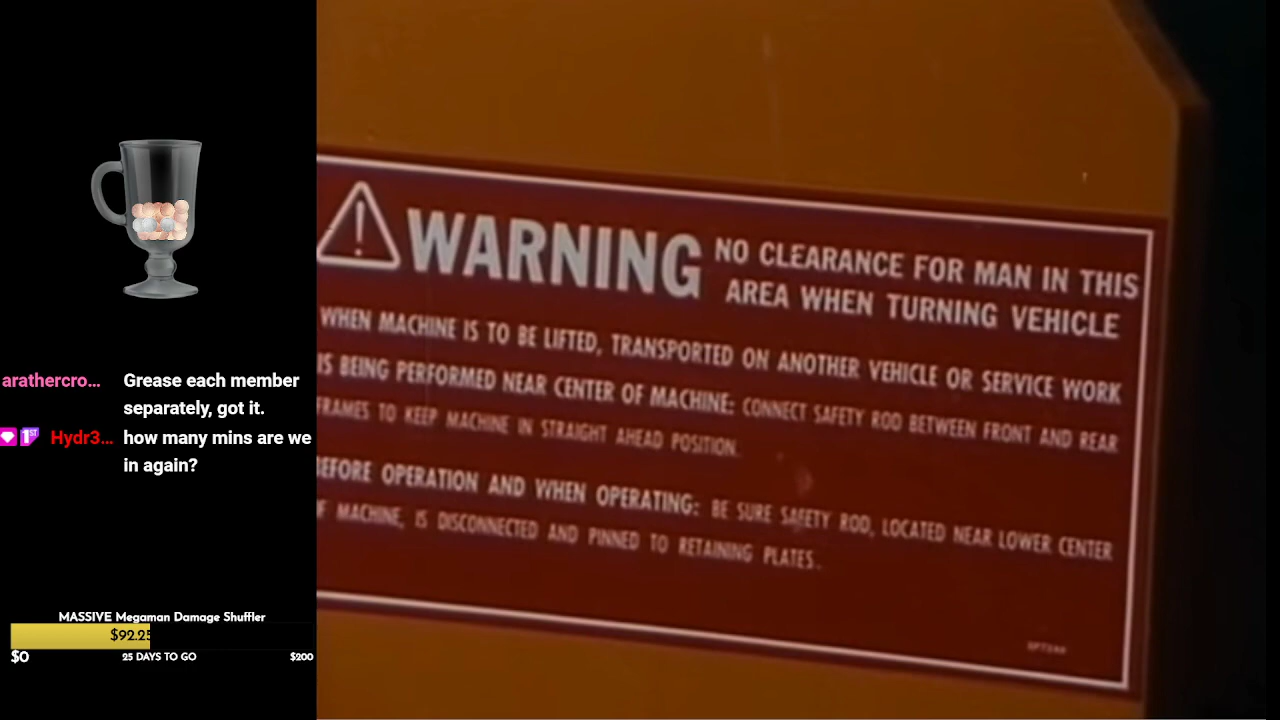 arathercro... Grease each member
separately, got it.
1ST Hydr3... how many mins are we
in again?
MASSIVE Megaman Damage Shuffler
$92.25
$0 25 DAYS TO GO $200
WARNING NO CLEARANCE FOR MAN IN THIS
AREA WHEN TURNING VEHICLE
WHEN MACHINE IS TO BE LIFTED, TRANSPORTED ON ANOTHER VEHICLE OR SERVICE WORK
IS BEING PERFORMED NEAR CENTER OF MACHINE: CONNECT SAFETY ROD BETWEEN FRONT AND REAR
FRAMES TO KEEP MACHINE IN STRAIGHT AHEAD POSITION.
BEFORE OPERATION AND WHEN OPERATING: BE SURE SAFETY ROD, LOCATED NEAR LOWER CENTER
OF MACHINE, IS DISCONNECTED AND PINNED TO RETAINING PLATES.